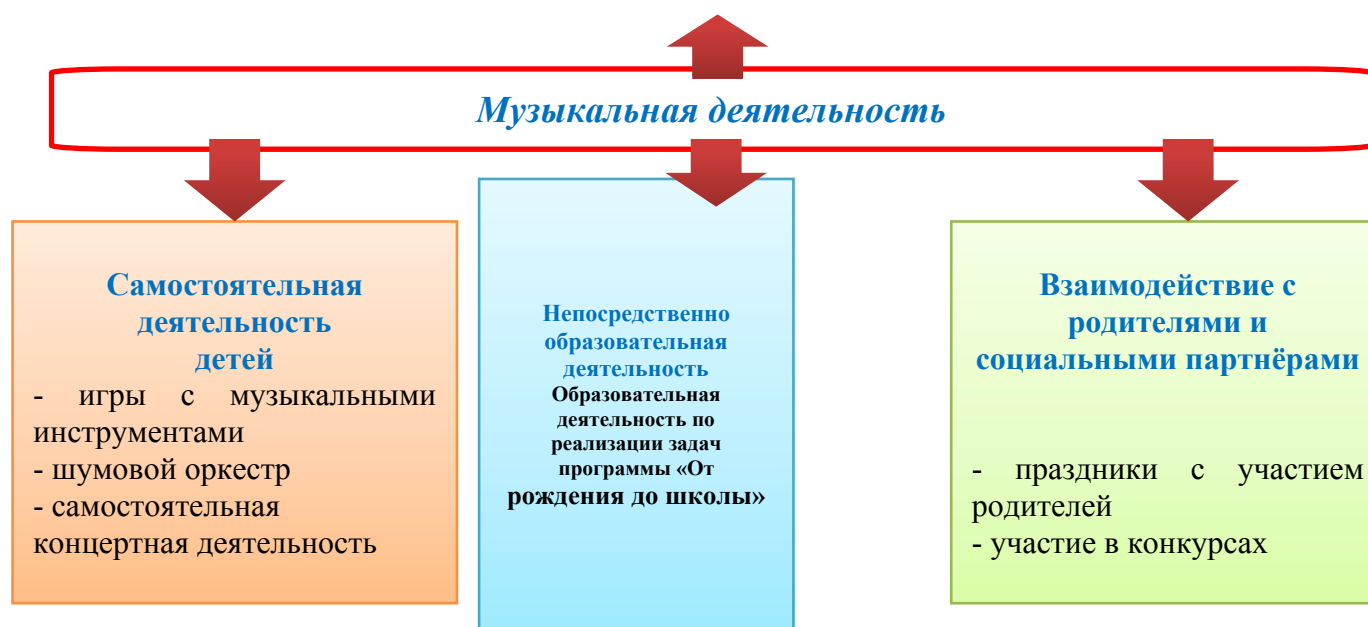 Музыкальная деятельность
Самостоятельная
деятельность
детей
- игры с музыкальными
инструментами
- шумовой оркестр
- самостоятельная
концертная деятельность
Непосредственно
образовательная
деятельность
Образовательная
деятельность по
реализации задач
программы «От
рождения до школы»
Взаимодействие с
родителями и
социальными партнёрами
- праздники с участием
родителей
- участие в конкурсах